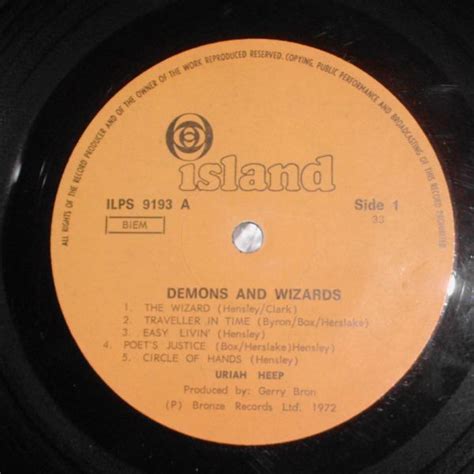 ALL RIGHTS OF THE RECORD PRODUCER AND OF THE OWNER OF THE WORK REPRODUCED RESERVED. COPYING, PUBLIC PERFORMANCE AND BROADCASTING OF THIS RECORD PROHIBITED
island
ILPS 9193 A
Side 1
BIEM
33
DEMONS AND WIZARDS
1. THE WIZARD (Hensley/Clark)
2. TRAVELLER IN TIME (Byron/Box/Herslake)
3. EASY LIVIN' (Hensley)
4. POET'S JUSTICE (Box/Herslake)Hensley)
5. CIRCLE OF HANDS (Hensley)
URIAH HEEP
Produced by: Gerry Bron
(P) Bronze Records Ltd. 1972